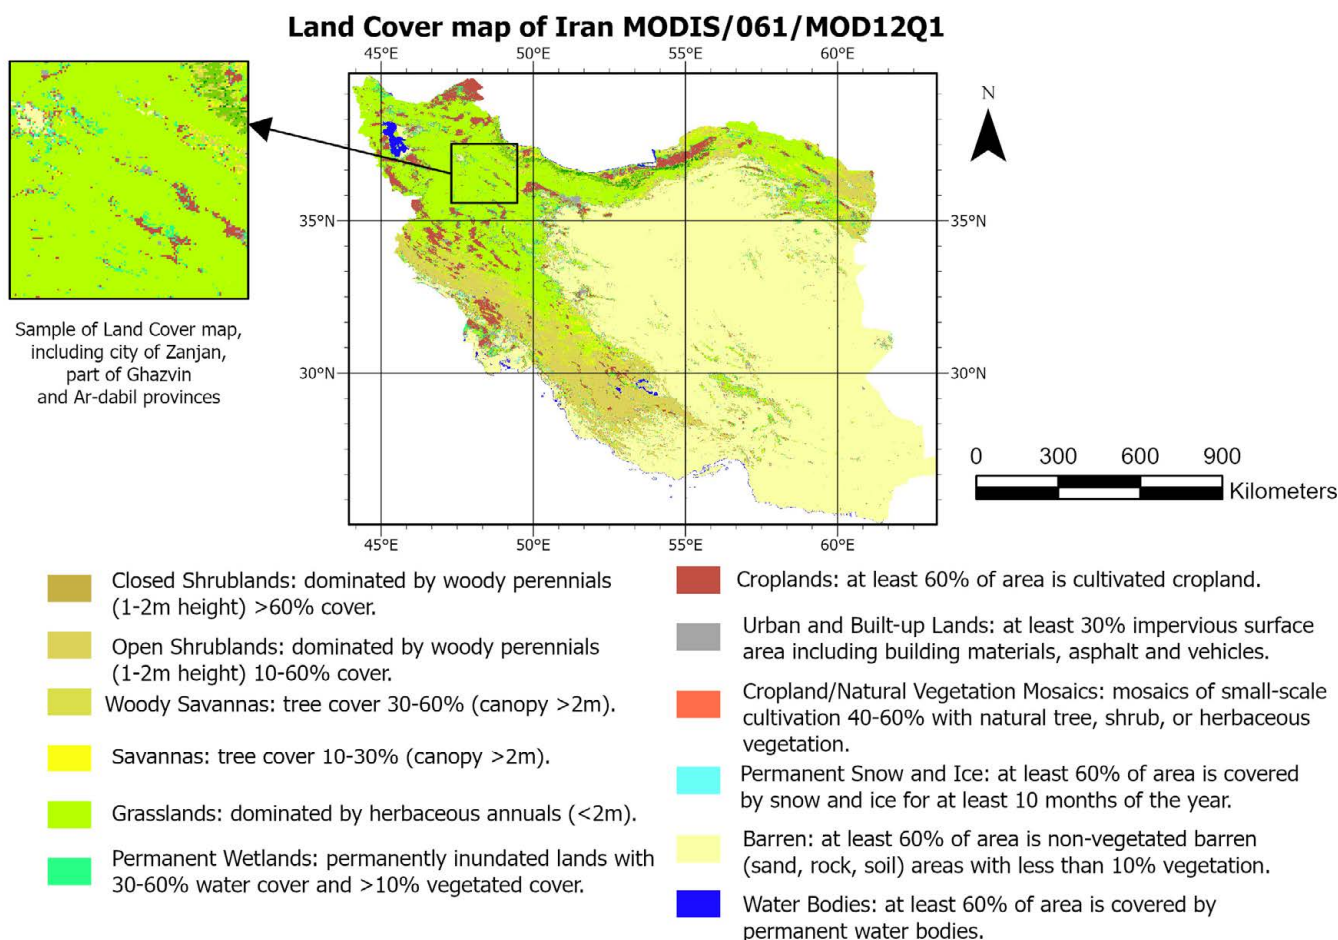 Land Cover map of Iran MODIS/061/MOD12Q1
45°E 50°E 55°E 60°E
N
35°N 35°N
30°N 30°N
45°E 50°E 55°E 60°E
Sample of Land Cover map,
including city of Zanjan,
part of Ghazvin
and Ar-dabil provinces
0 300 600 900
Kilometers
Closed Shrublands: dominated by woody perennials
(1-2m height) >60% cover.
Open Shrublands: dominated by woody perennials
(1-2m height) 10-60% cover.
Woody Savannas: tree cover 30-60% (canopy >2m).
Savannas: tree cover 10-30% (canopy >2m).
Grasslands: dominated by herbaceous annuals (<2m).
Permanent Wetlands: permanently inundated lands with
30-60% water cover and >10% vegetated cover.
Croplands: at least 60% of area is cultivated cropland.
Urban and Built-up Lands: at least 30% impervious surface
area including building materials, asphalt and vehicles.
Cropland/Natural Vegetation Mosaics: mosaics of small-scale
cultivation 40-60% with natural tree, shrub, or herbaceous
vegetation.
Permanent Snow and Ice: at least 60% of area is covered
by snow and ice for at least 10 months of the year.
Barren: at least 60% of area is non-vegetated barren
(sand, rock, soil) areas with less than 10% vegetation.
Water Bodies: at least 60% of area is covered by
permanent water bodies.